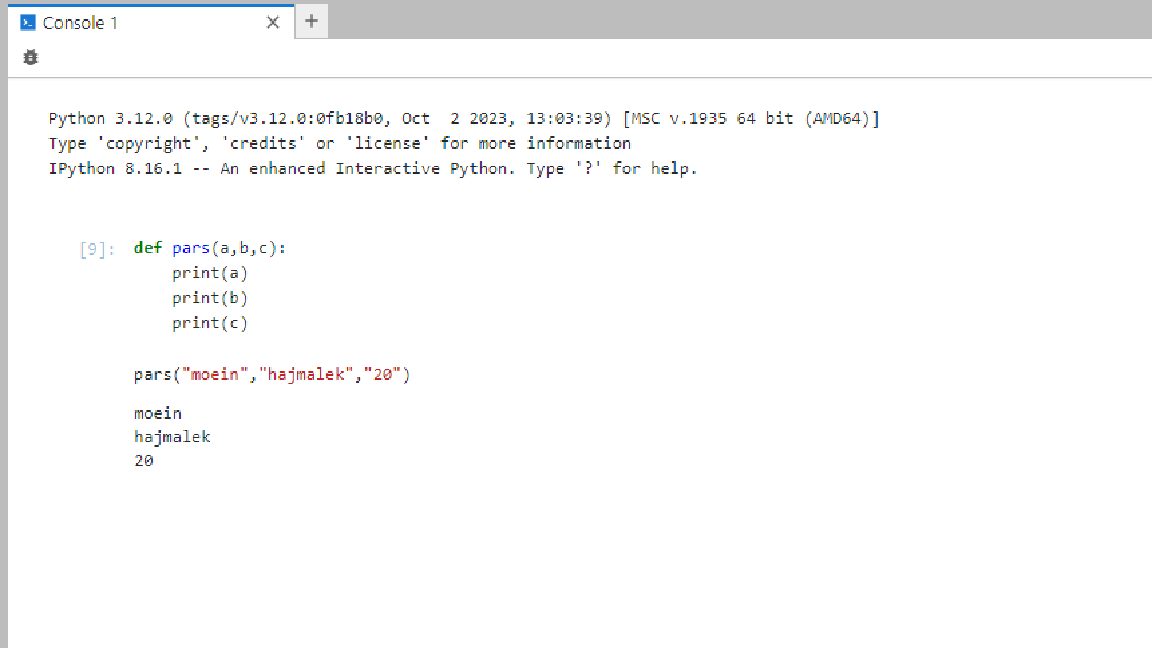 Console 1
Python 3.12.0 (tags/v3.12.0:0fb18b0, Oct  2 2023, 13:03:39) [MSC v.1935 64 bit (AMD64)]
Type 'copyright', 'credits' or 'license' for more information
IPython 8.16.1 -- An enhanced Interactive Python. Type '?' for help.
[9]: def pars(a,b,c):
    print(a)
    print(b)
    print(c)
pars("moein","hajmalek","20")
moein
hajmalek
20